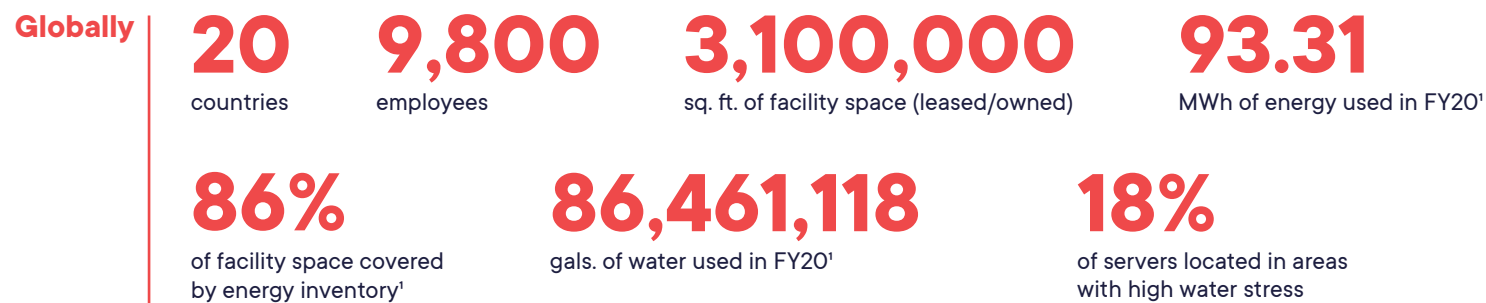 Globally
20
countries
9,800
employees
3,100,000
sq. ft. of facility space (leased/owned)
93.31
MWh of energy used in FY20¹
86%
of facility space covered
by energy inventory¹
86,461,118
gals. of water used in FY20¹
18%
of servers located in areas
with high water stress